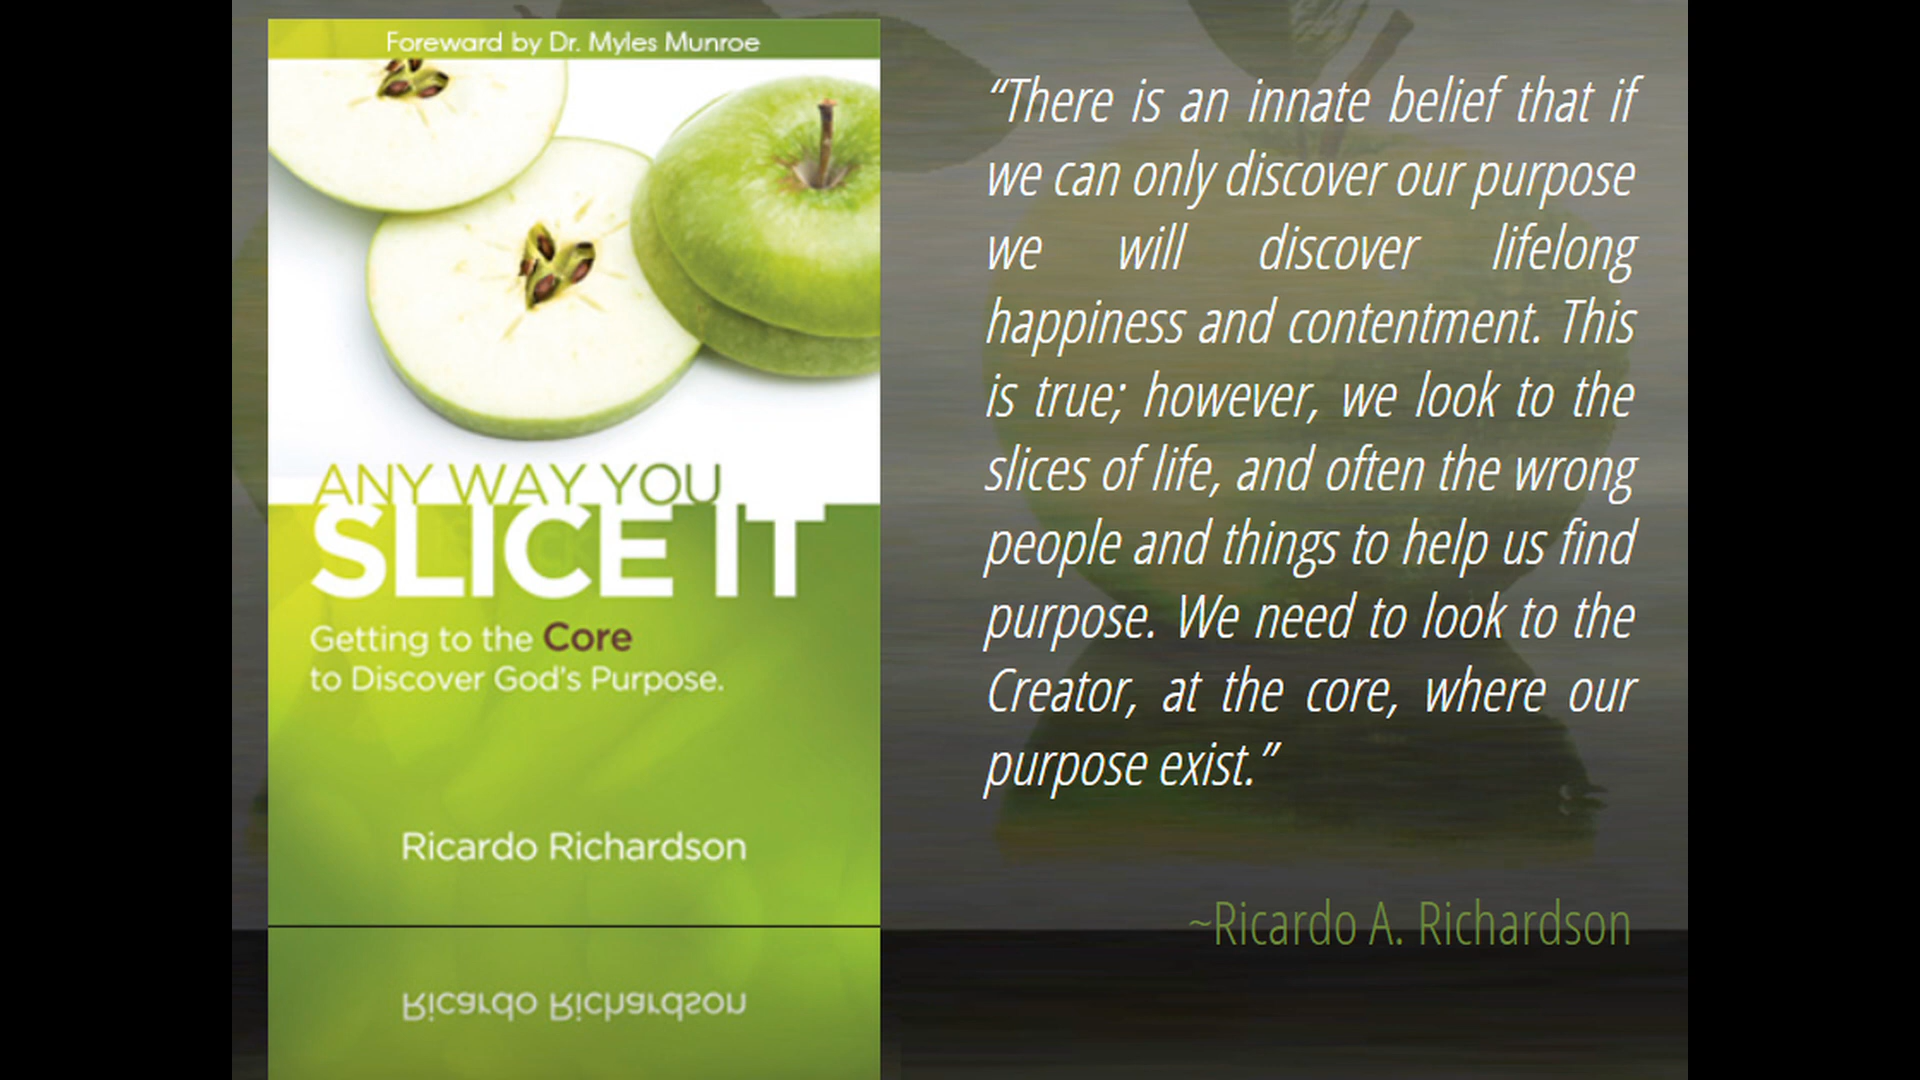 Foreward by Dr. Myles Munroe
ANY WAY YOU
SLICE IT
Getting to the Core
to Discover God's Purpose.
Ricardo Richardson
Ricardo Richardson
“There is an innate belief that if
we can only discover our purpose
we will discover lifelong
happiness and contentment. This
is true; however, we look to the
slices of life, and often the wrong
people and things to help us find
purpose. We need to look to the
Creator, at the core, where our
purpose exist.”
~Ricardo A. Richardson